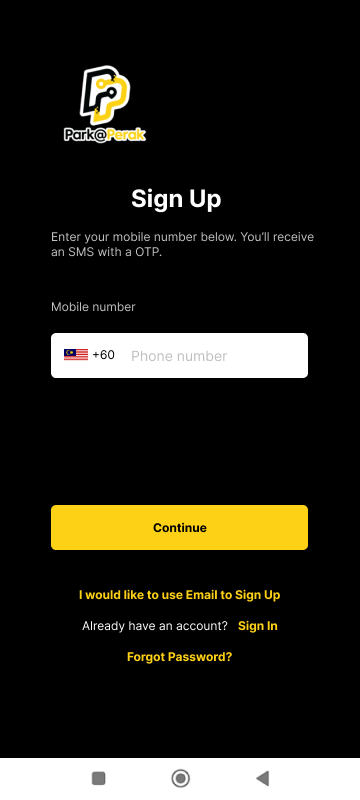 Park@Perak
Sign Up
Enter your mobile number below. You'll receive
an SMS with a OTP.
Mobile number
+60 Phone number
Continue
I would like to use Email to Sign Up
Already have an account? Sign In
Forgot Password?